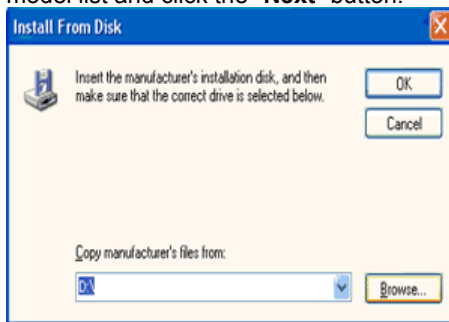 model list and click the "Next" button.
Install From Disk
Insert the manufacturer's installation disk, and then
make sure that the correct drive is selected below.
OK
Cancel
Copy manufacturer's files from:
D:\
Browse...